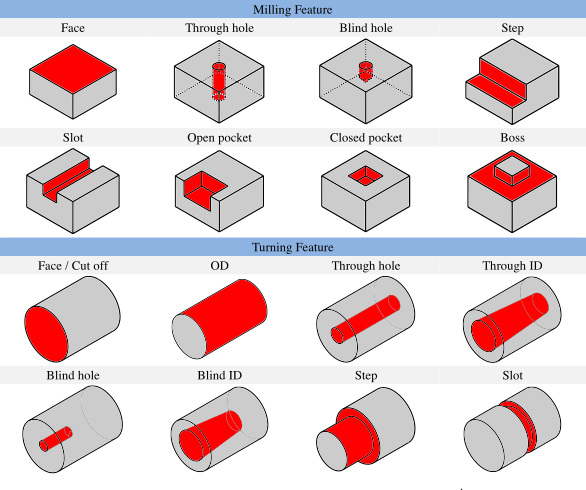 Milling Feature
Face Through hole Blind hole Step
Slot Open pocket Closed pocket Boss
Turning Feature
Face / Cut off OD Through hole Through ID
Blind hole Blind ID Step Slot